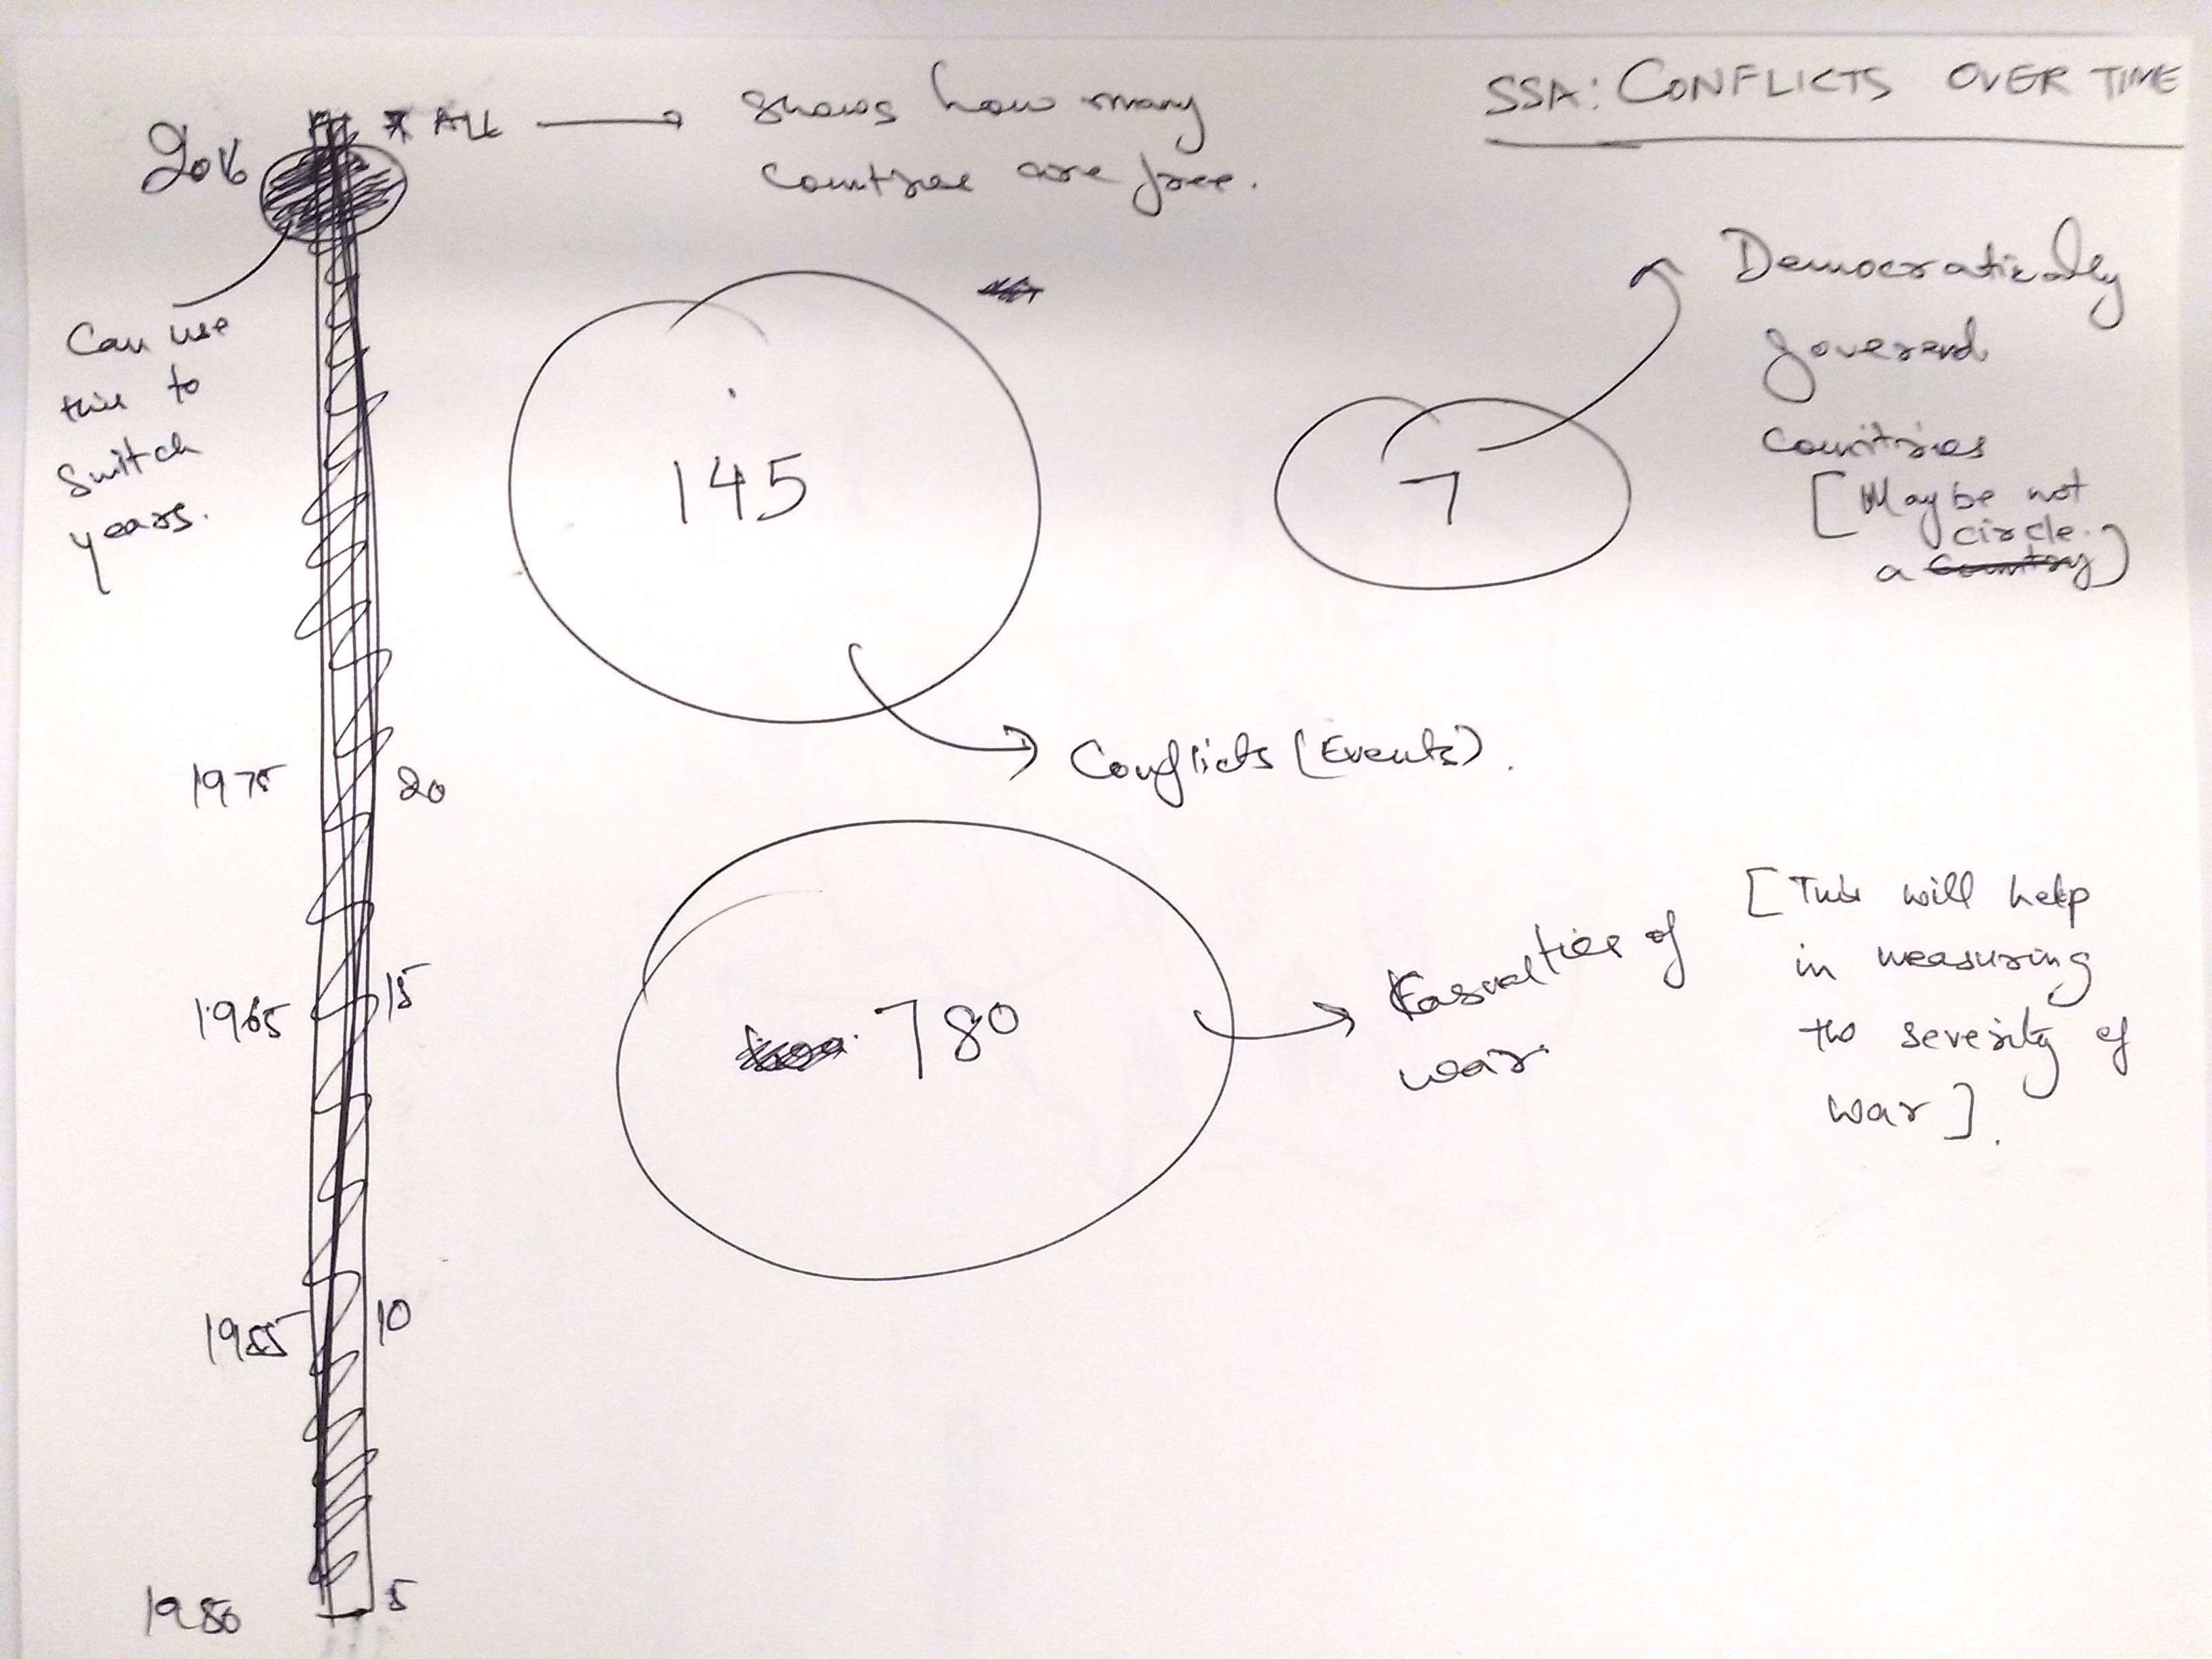 SSA: CONFLICTS OVER TIME
2016
* ALL
shows how many
countries are free.
Can use
this to
switch
years.
145
7
Democratically
governed
countries
[Maybe not
circle.
a country]
Conflicts (Events).
1975
20
780
Casualties of
war.
[This will help
in measuring
the severity of
war].
1965
15
1955
10
1950
5